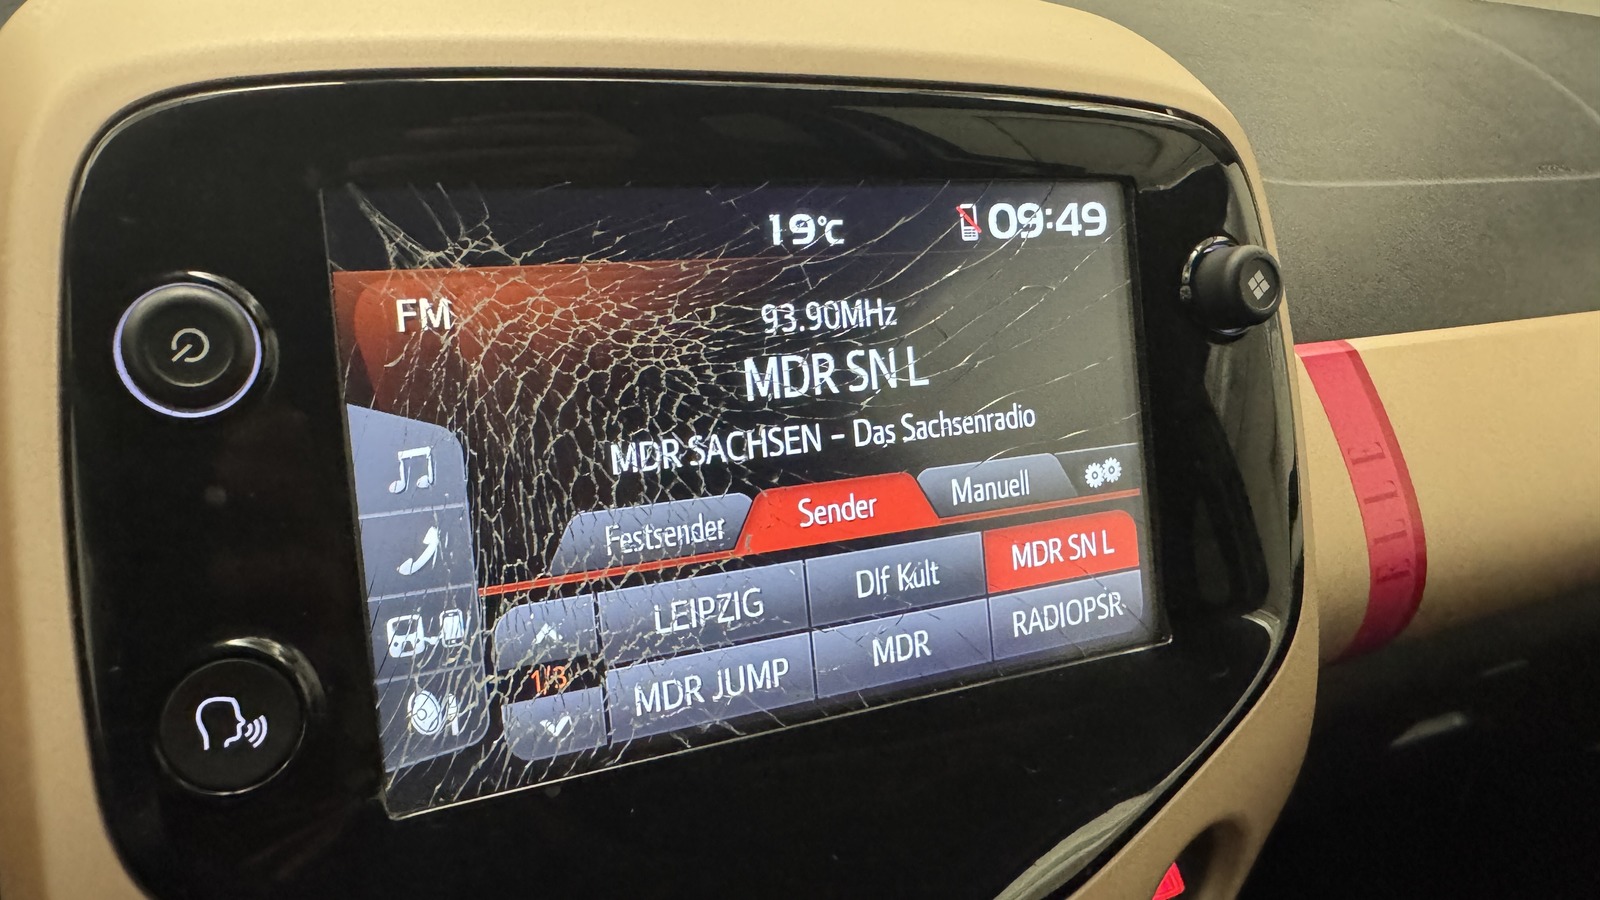 19°C
09:49
FM
93.90MHz
MDR SN L
MDR SACHSEN - Das Sachsenradio
Festsender
Sender
Manuell
LEIPZIG
Dlf Kult
MDR SN L
1/3
MDR JUMP
MDR
RADIOPSR
ELLE